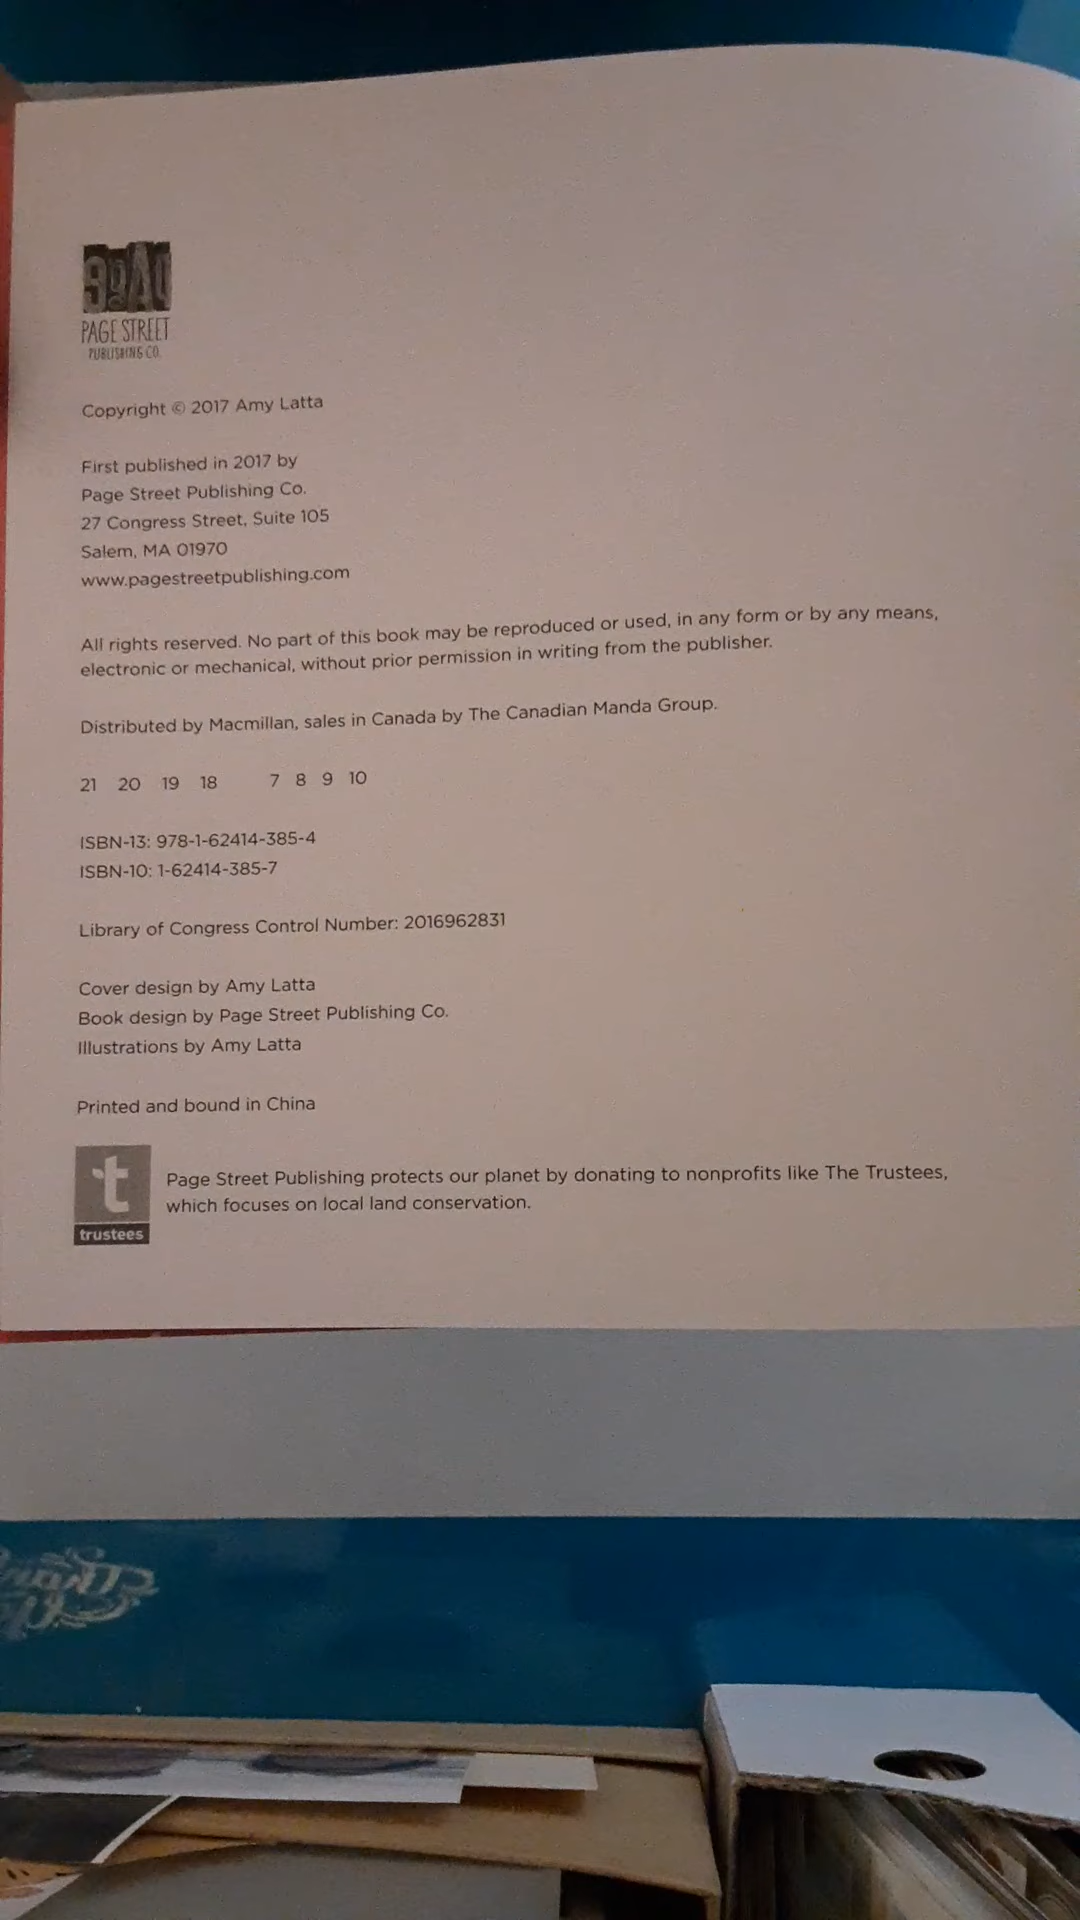 PAGE STREET
PUBLISHING CO.
Copyright © 2017 Amy Latta
First published in 2017 by
Page Street Publishing Co.
27 Congress Street, Suite 105
Salem, MA 01970
www.pagestreetpublishing.com
All rights reserved. No part of this book may be reproduced or used, in any form or by any means,
electronic or mechanical, without prior permission in writing from the publisher.
Distributed by Macmillan, sales in Canada by The Canadian Manda Group.
21 20 19 18 7 8 9 10
ISBN-13: 978-1-62414-385-4
ISBN-10: 1-62414-385-7
Library of Congress Control Number: 2016962831
Cover design by Amy Latta
Book design by Page Street Publishing Co.
Illustrations by Amy Latta
Printed and bound in China
t
trustees
Page Street Publishing protects our planet by donating to nonprofits like The Trustees,
which focuses on local land conservation.